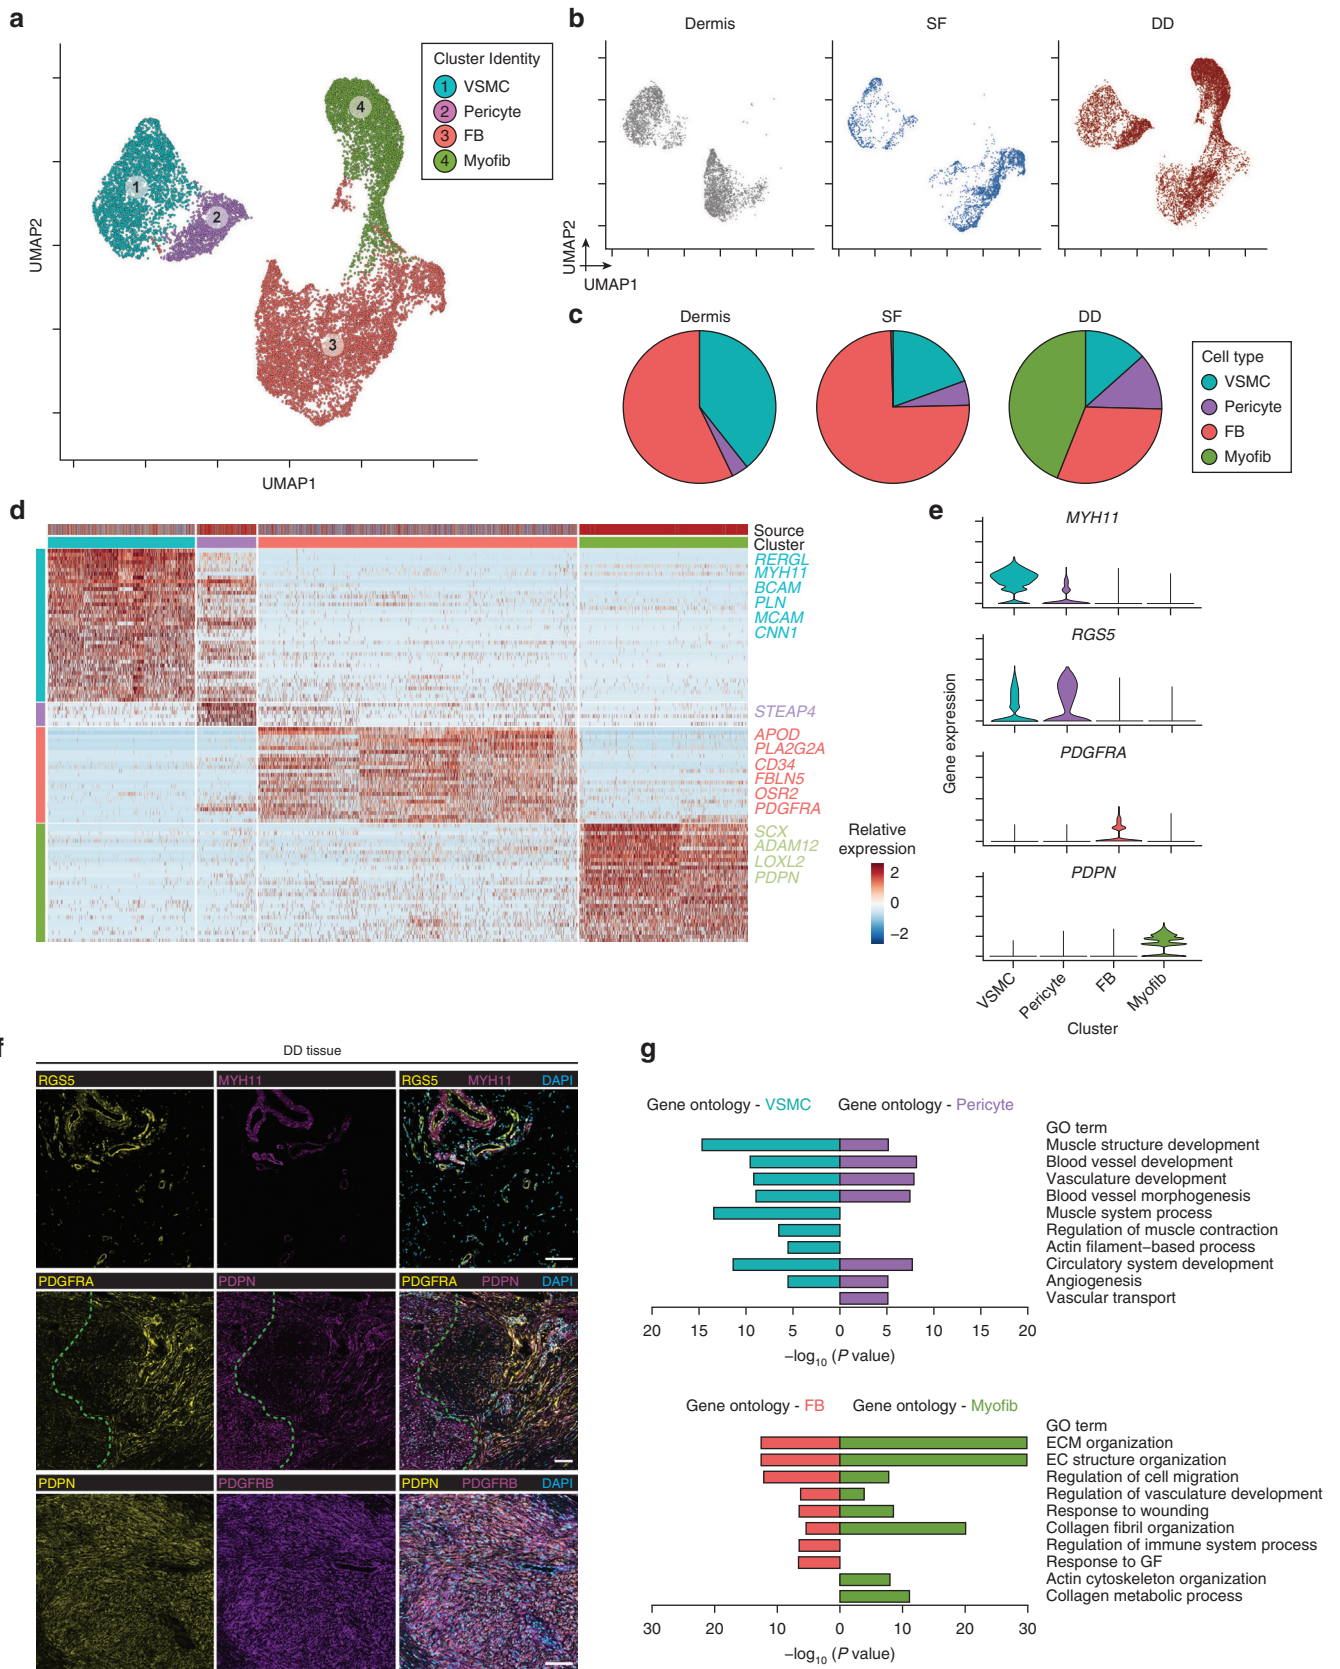 a
Cluster Identity
1 VSMC
2 Pericyte
3 FB
4 Myofib
1
2
3
4
UMAP2
UMAP1
b
Dermis
SF
DD
UMAP2
UMAP1
c
Dermis
SF
DD
Cell type
VSMC
Pericyte
FB
Myofib
d
Source
Cluster
RERGL
MYH11
BCAM
PLN
MCAM
CNN1
STEAP4
APOD
PLA2G2A
CD34
FBLN5
OSR2
PDGFRA
SCX
ADAM12
LOXL2
PDPN
Relative
expression
2
0
−2
e
MYH11
RGS5
PDGFRA
PDPN
Gene expression
VSMC
Pericyte
FB
Myofib
Cluster
f
DD tissue
RGS5
MYH11
RGS5 MYH11 DAPI
PDGFRA
PDPN
PDGFRA PDPN DAPI
PDPN
PDGFRB
PDPN PDGFRB DAPI
g
Gene ontology - VSMC
Gene ontology - Pericyte
GO term
Muscle structure development
Blood vessel development
Vasculature development
Blood vessel morphogenesis
Muscle system process
Regulation of muscle contraction
Actin filament−based process
Circulatory system development
Angiogenesis
Vascular transport
20 15 10 5 0 5 10 15 20
−log10 (P value)
Gene ontology - FB
Gene ontology - Myofib
GO term
ECM organization
EC structure organization
Regulation of cell migration
Regulation of vasculature development
Response to wounding
Collagen fibril organization
Regulation of immune system process
Response to GF
Actin cytoskeleton organization
Collagen metabolic process
30 20 10 0 10 20 30
−log10 (P value)